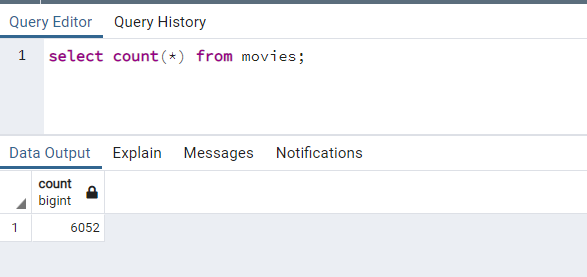 Query Editor Query History
1 select count(*) from movies;
Data Output Explain Messages Notifications
count
bigint
1 6052